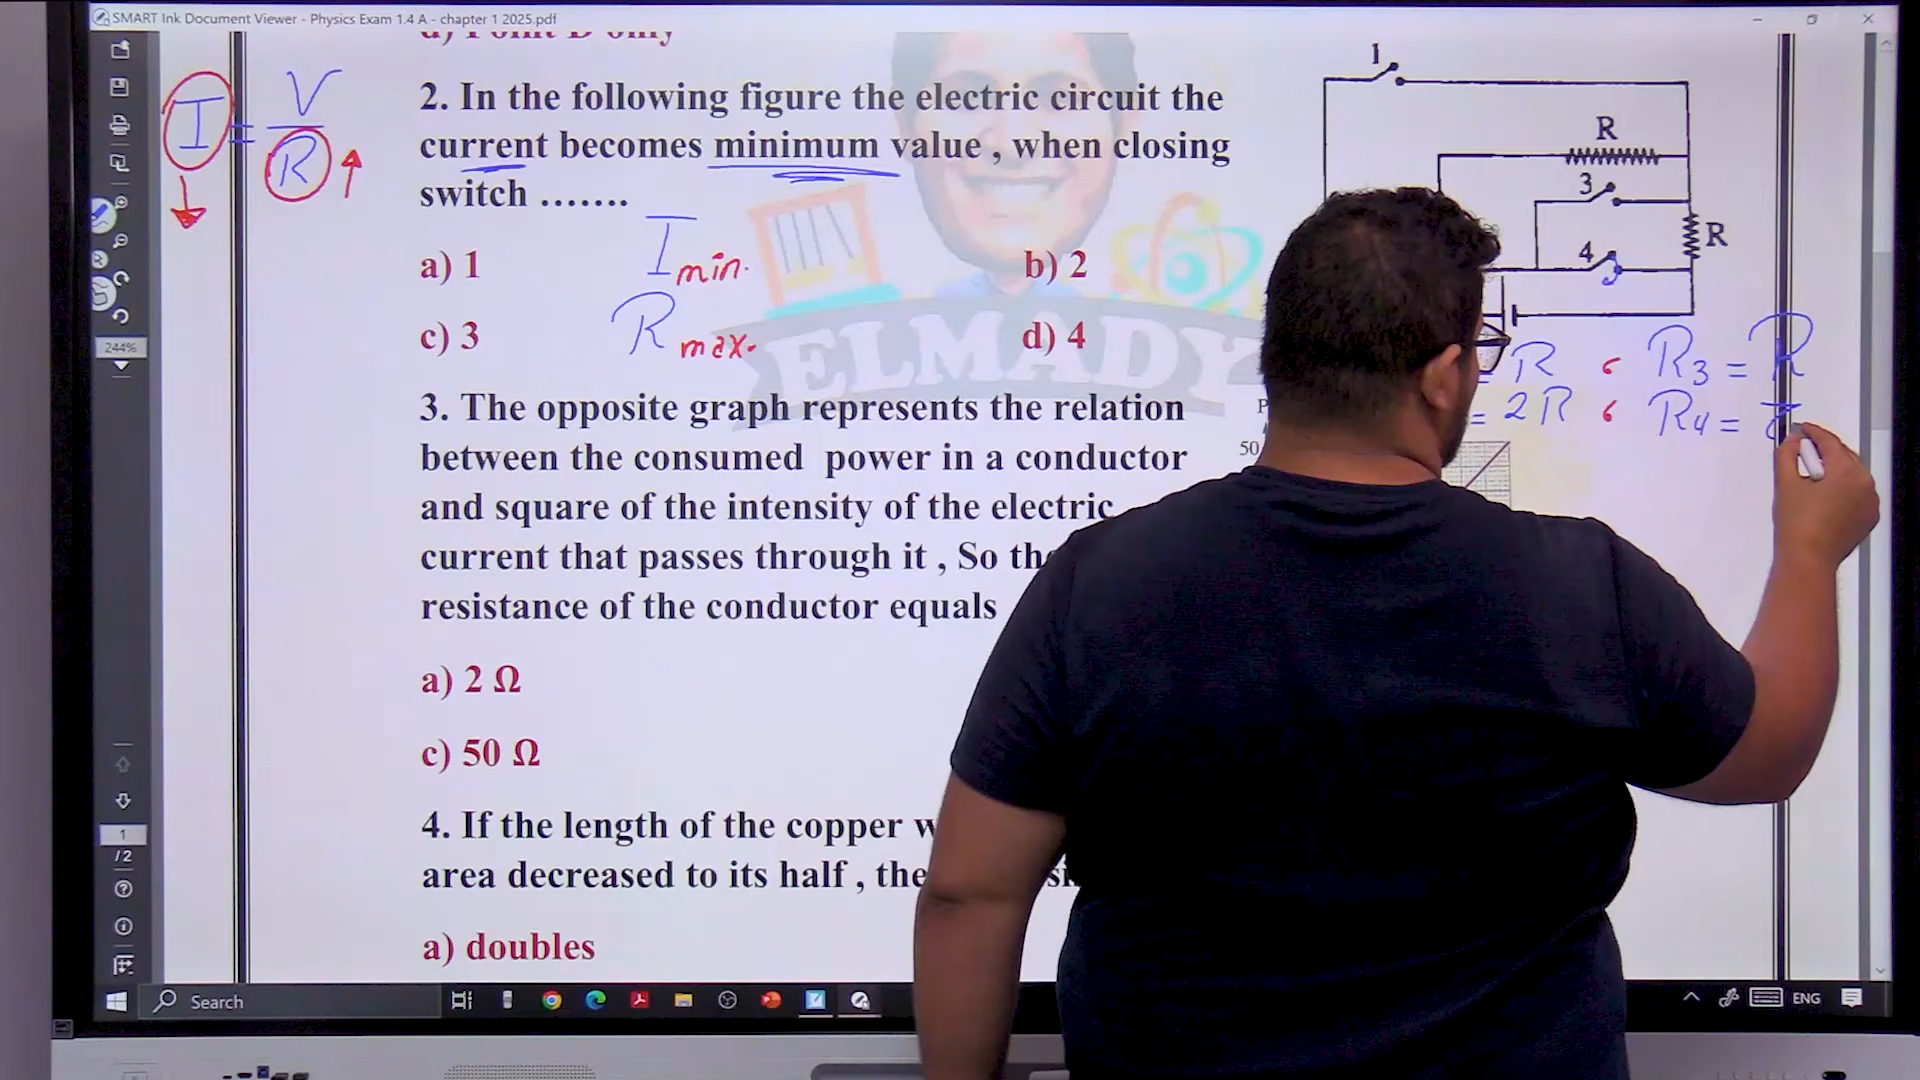 SMART Ink Document Viewer - Physics Exam 1.4 A - chapter 1 2025.pdf
d) Point D only
I = V / R
2. In the following figure the electric circuit the
current becomes minimum value , when closing
switch …….
I min.
a) 1
b) 2
R max.
c) 3
d) 4
1
R
3
R
4
= R , R3 = R
= 2R , R4 =
ELMADY
244%
3. The opposite graph represents the relation
50
between the consumed power in a conductor
and square of the intensity of the electric
current that passes through it , So
resistance of the conductor equals
a) 2 Ω
c) 50 Ω
4. If the length of the copper
area decreased to its half , the
a) doubles
1
/ 2
Search
ENG